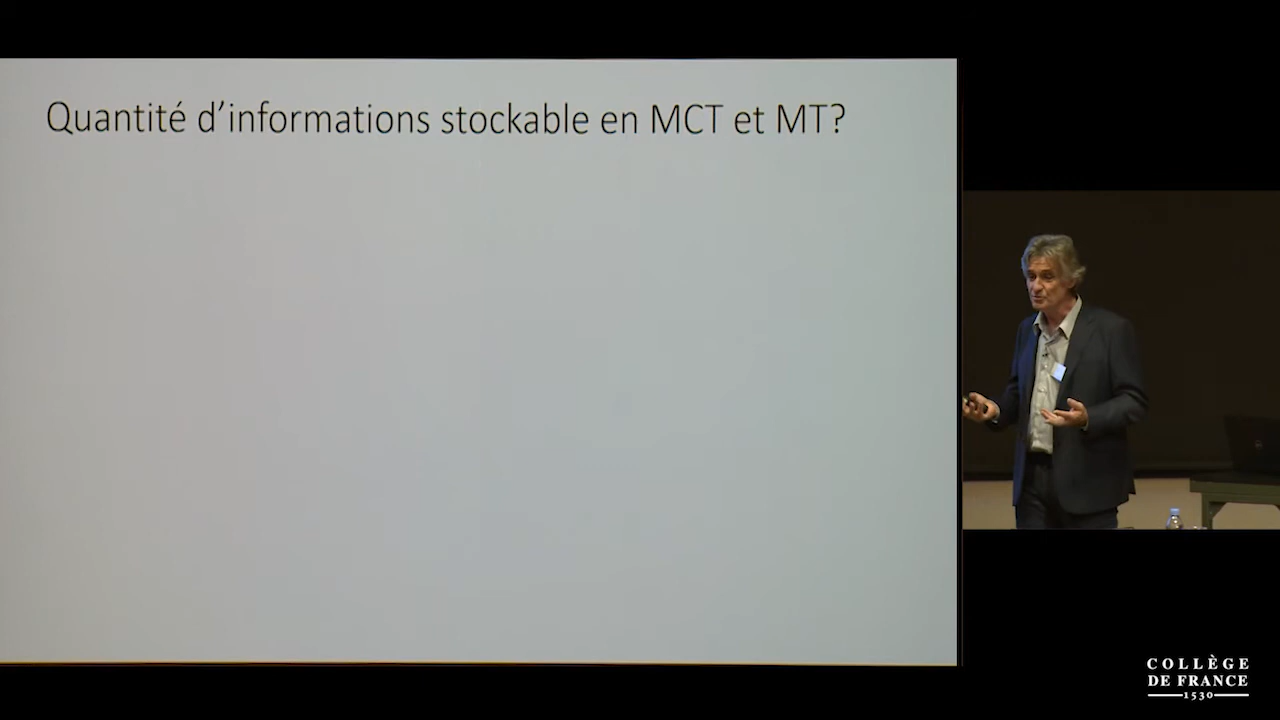 Quantité d'informations stockable en MCT et MT?
COLLÈGE
DE FRANCE
1530